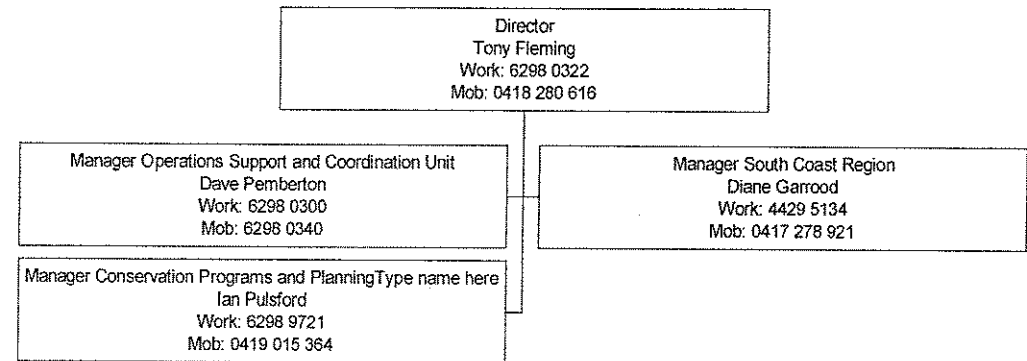 Director
Tony Fleming
Work: 6298 0322
Mob: 0418 280 616
Manager Operations Support and Coordination Unit
Dave Pemberton
Work: 6298 0300
Mob: 6298 0340
Manager South Coast Region
Diane Garrood
Work: 4429 5134
Mob: 0417 278 921
Manager Conservation Programs and PlanningType name here
Ian Pulsford
Work: 6298 9721
Mob: 0419 015 364